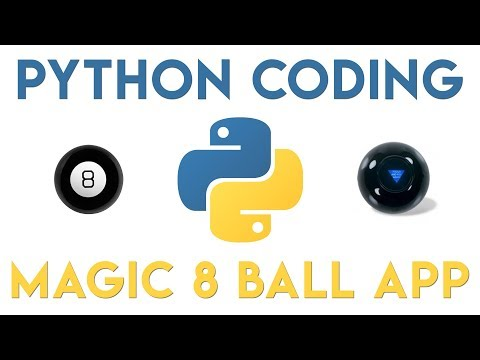 PYTHON CODING
8
MAGIC 8 BALL APP